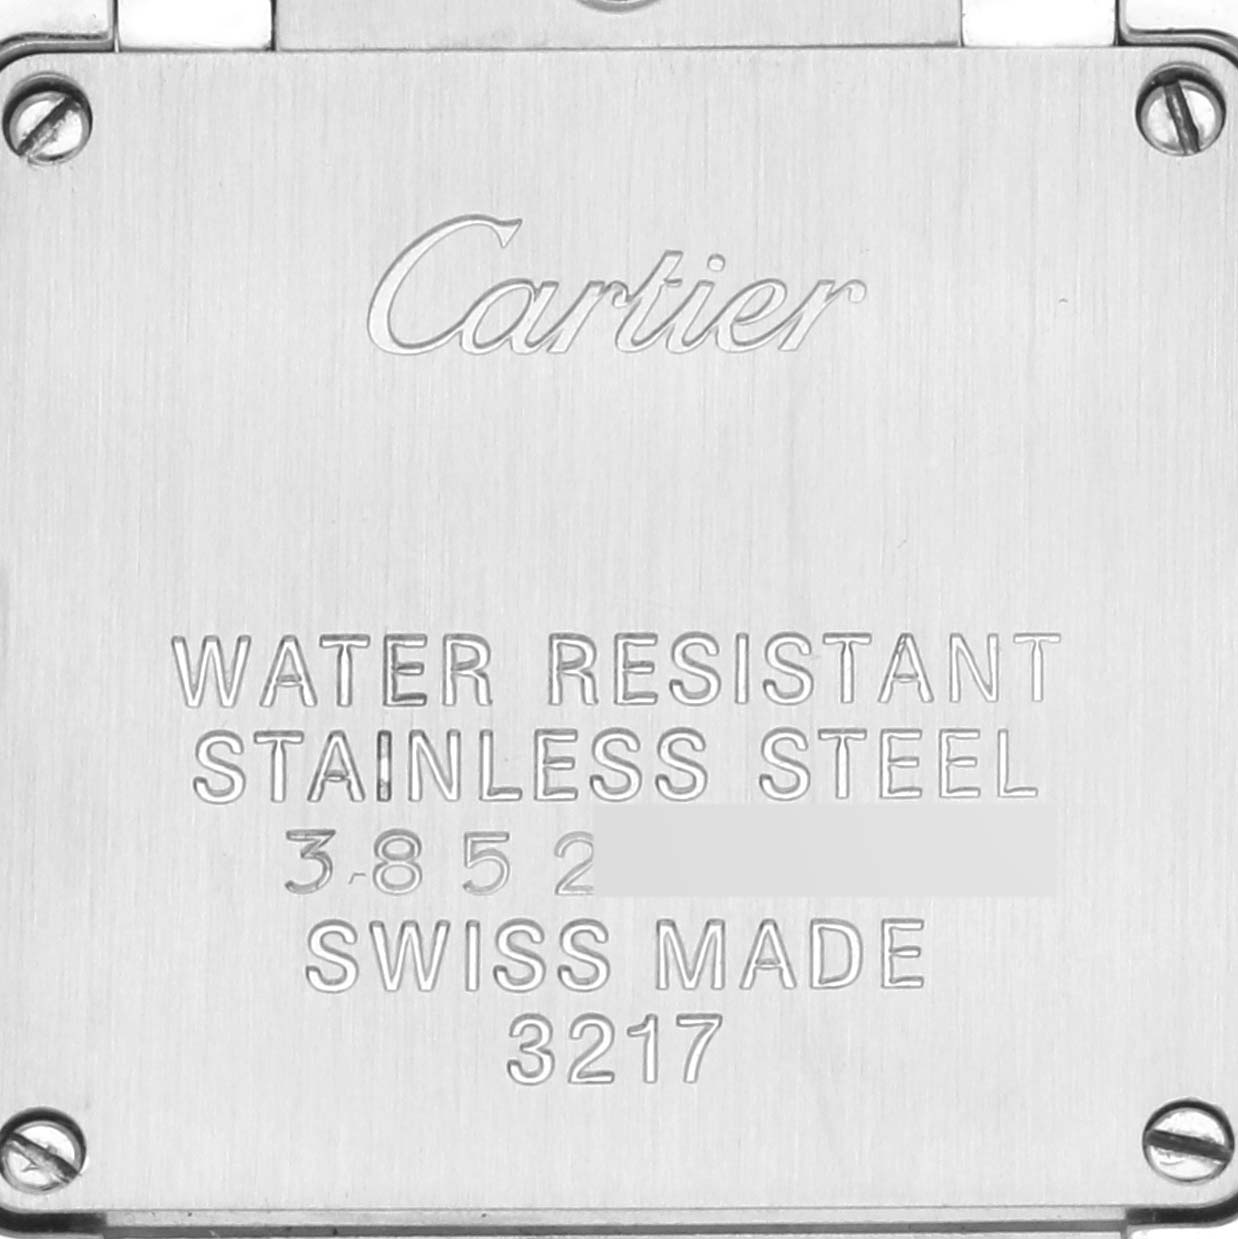 Cartier
WATER RESISTANT
STAINLESS STEEL
3852
SWISS MADE
3217